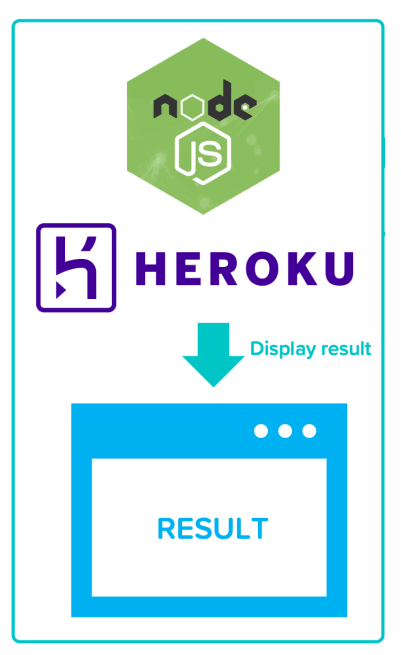 node
JS
HEROKU
Display result
RESULT